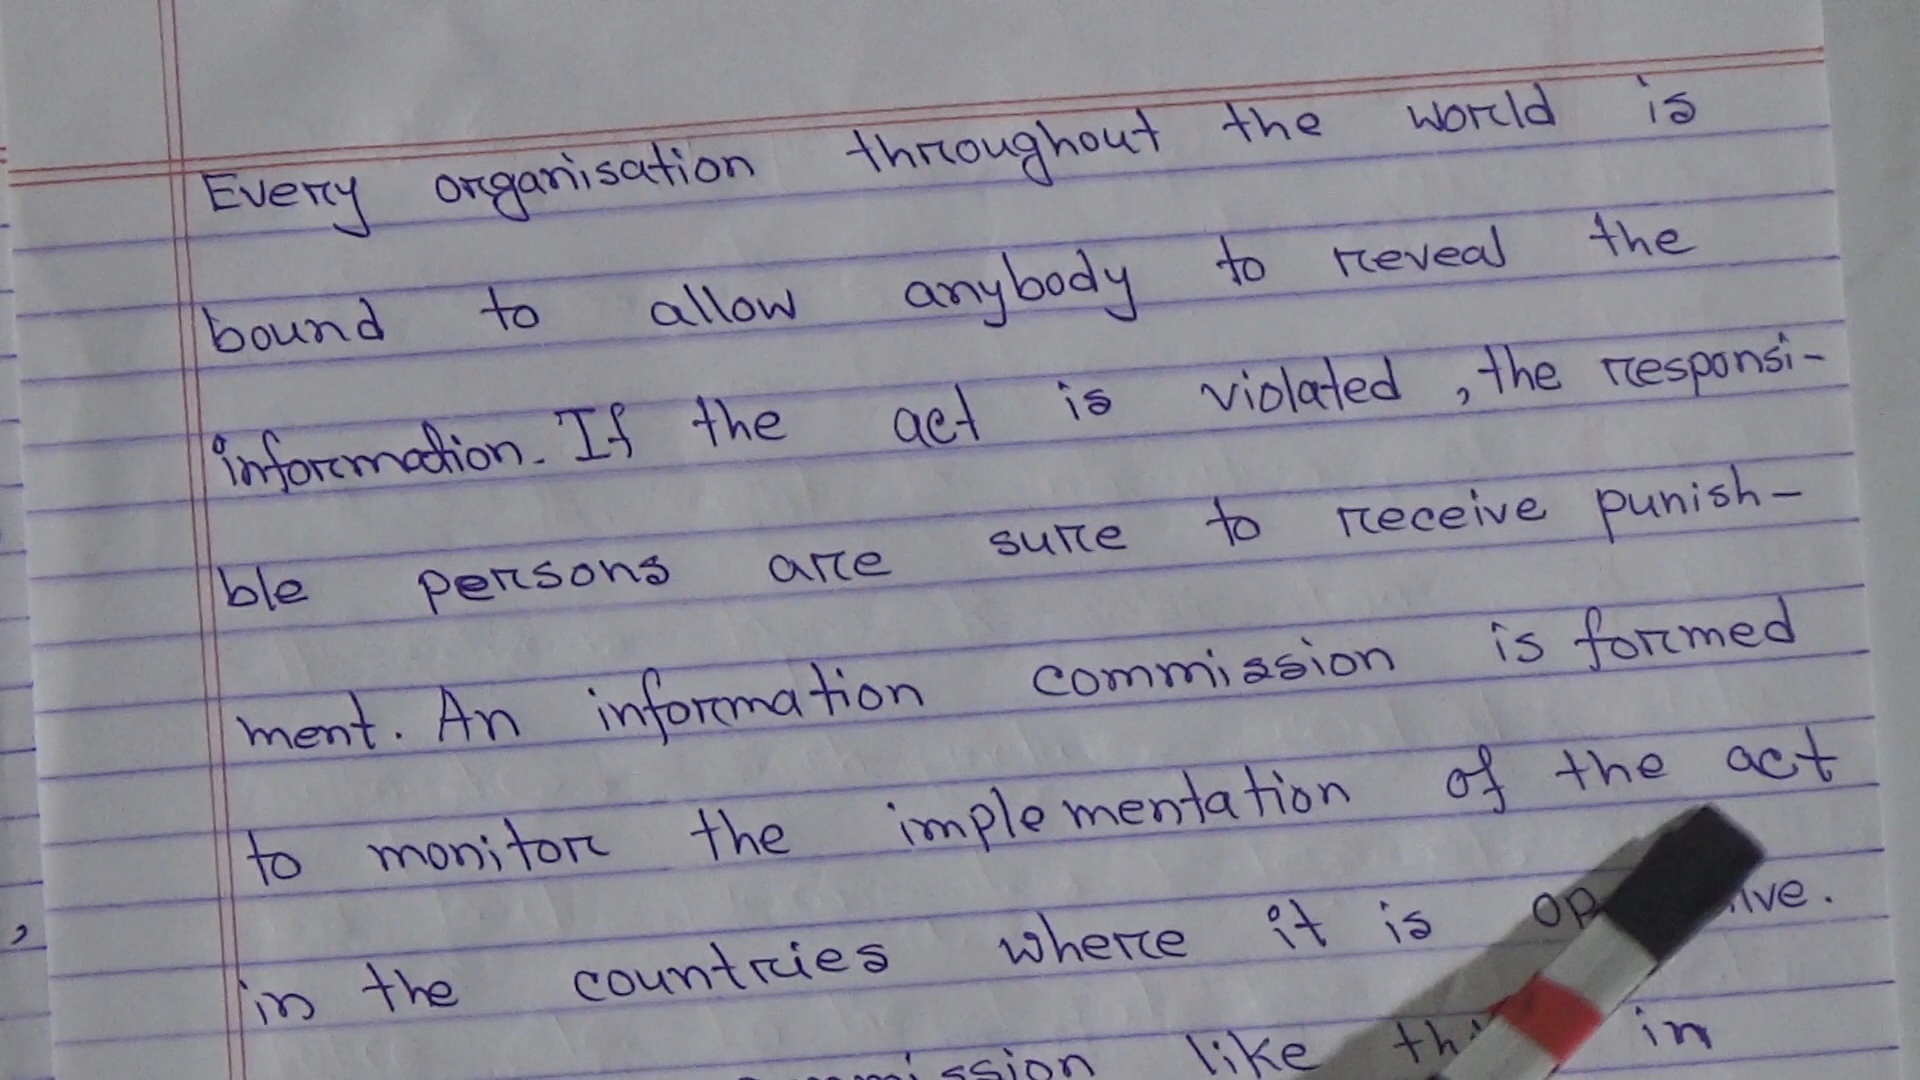 Every organisation throughout the world is
bound to allow anybody to reveal the
information. If the act is violated, the responsi-
ble persons are sure to receive punish-
ment. An information commission is formed
to monitor the implementation of the act
in the countries where it is
like in